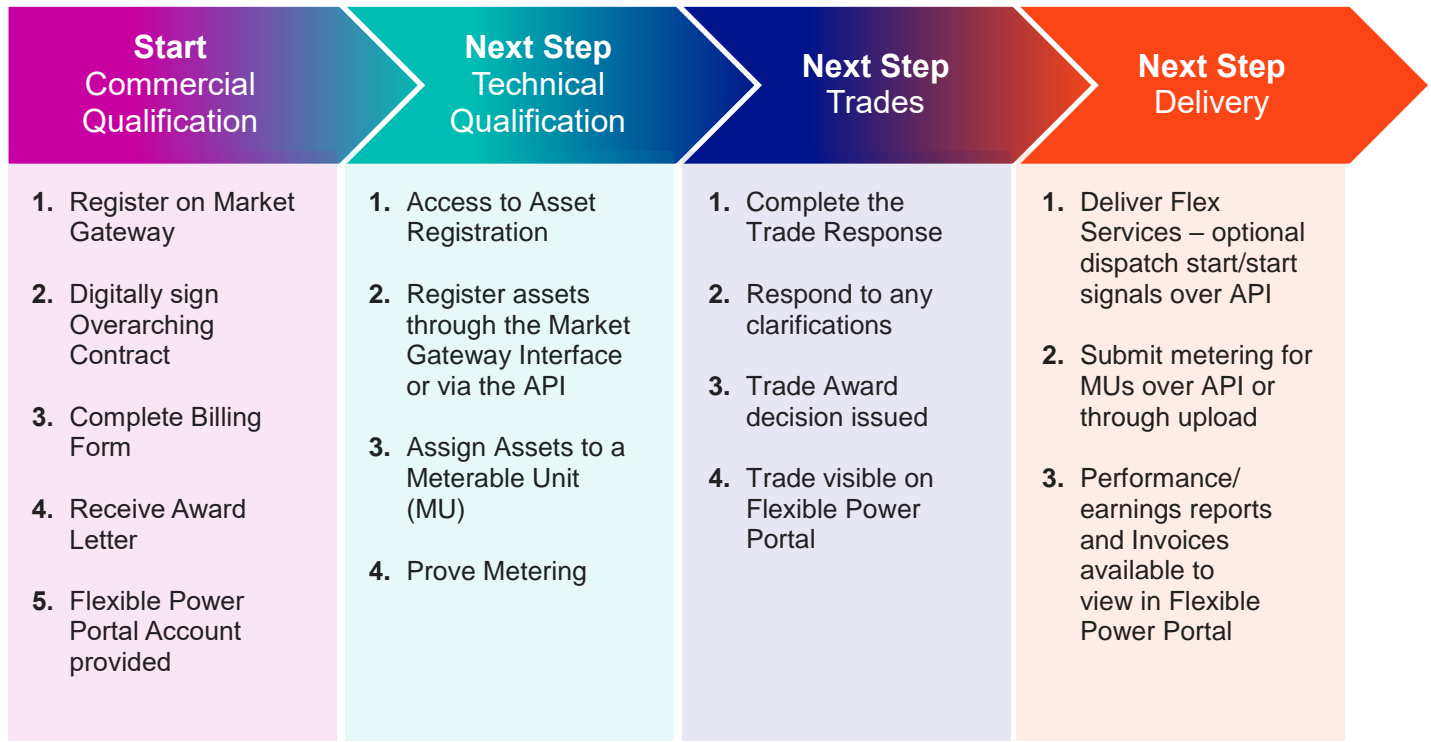 Start
Commercial
Qualification
Next Step
Technical
Qualification
Next Step
Trades
Next Step
Delivery
1. Register on Market
Gateway
2. Digitally sign
Overarching
Contract
3. Complete Billing
Form
4. Receive Award
Letter
5. Flexible Power
Portal Account
provided
1. Access to Asset
Registration
2. Register assets
through the Market
Gateway Interface
or via the API
3. Assign Assets to a
Meterable Unit
(MU)
4. Prove Metering
1. Complete the
Trade Response
2. Respond to any
clarifications
3. Trade Award
decision issued
4. Trade visible on
Flexible Power
Portal
1. Deliver Flex
Services – optional
dispatch start/start
signals over API
2. Submit metering for
MUs over API or
through upload
3. Performance/
earnings reports
and Invoices
available to
view in Flexible
Power Portal